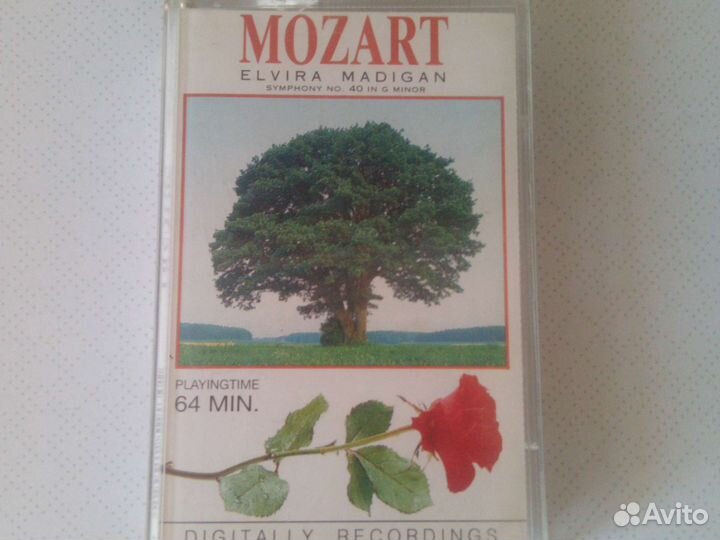 MOZART
ELVIRA MADIGAN
SYMPHONY NO. 40 IN G MINOR
PLAYINGTIME
64 MIN.
DIGITALLY RECORDINGS
Avito